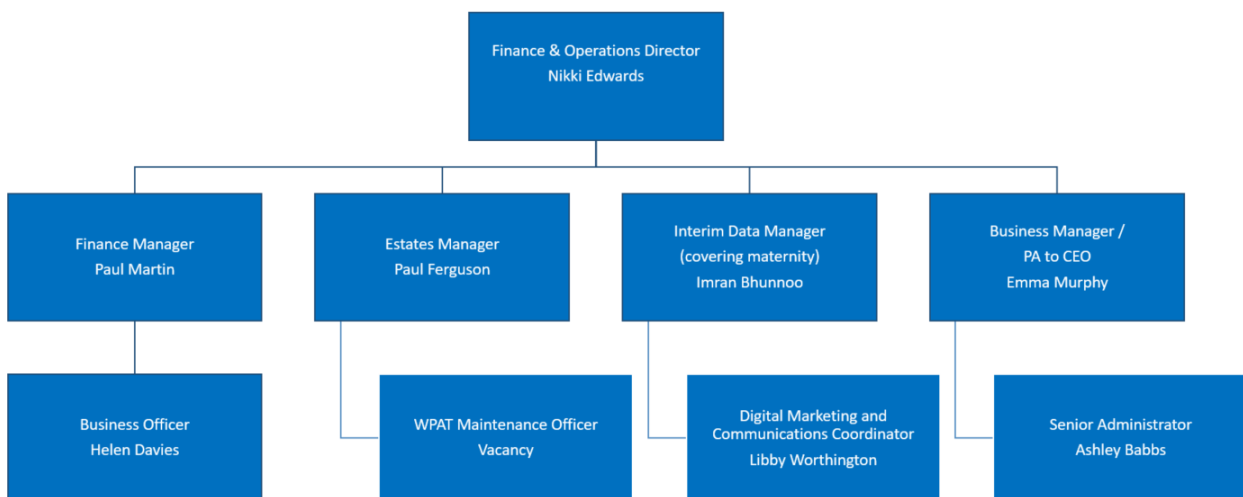 Finance & Operations Director
Nikki Edwards
Finance Manager
Paul Martin
Estates Manager
Paul Ferguson
Interim Data Manager
(covering maternity)
Imran Bhunnoo
Business Manager /
PA to CEO
Emma Murphy
Business Officer
Helen Davies
WPAT Maintenance Officer
Vacancy
Digital Marketing and
Communications Coordinator
Libby Worthington
Senior Administrator
Ashley Babbs